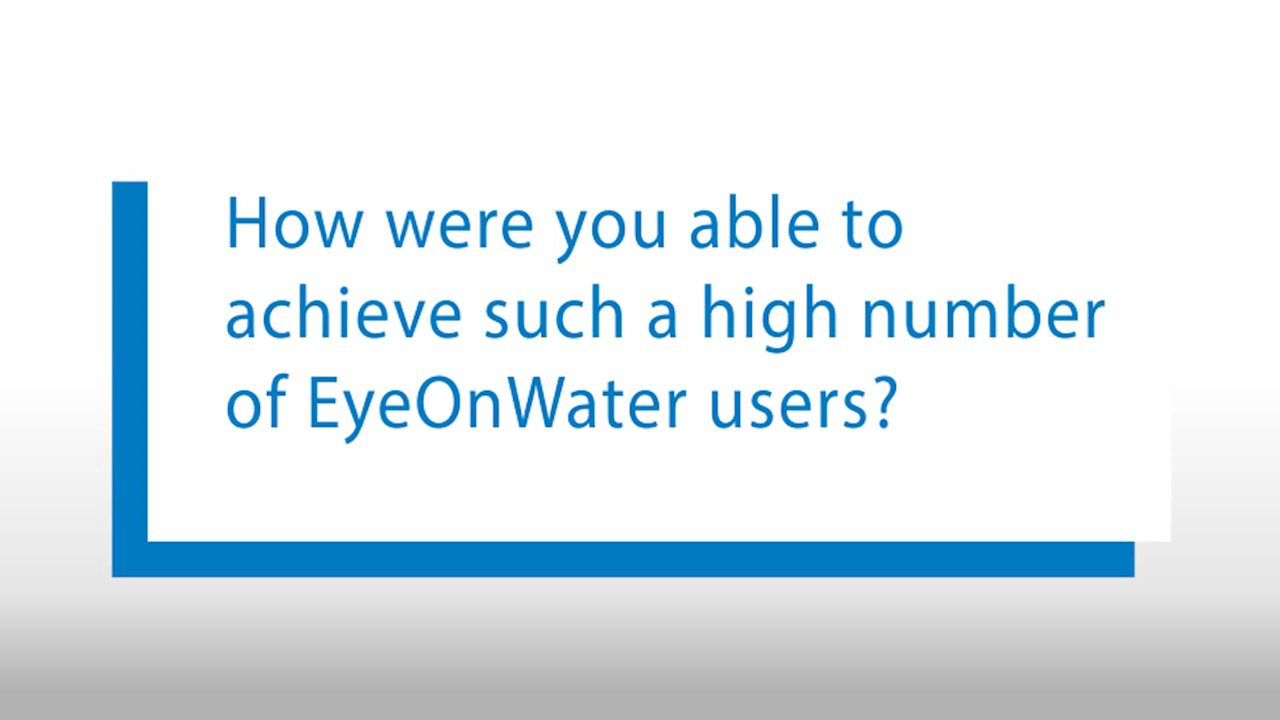 How were you able to
achieve such a high number
of EyeOnWater users?